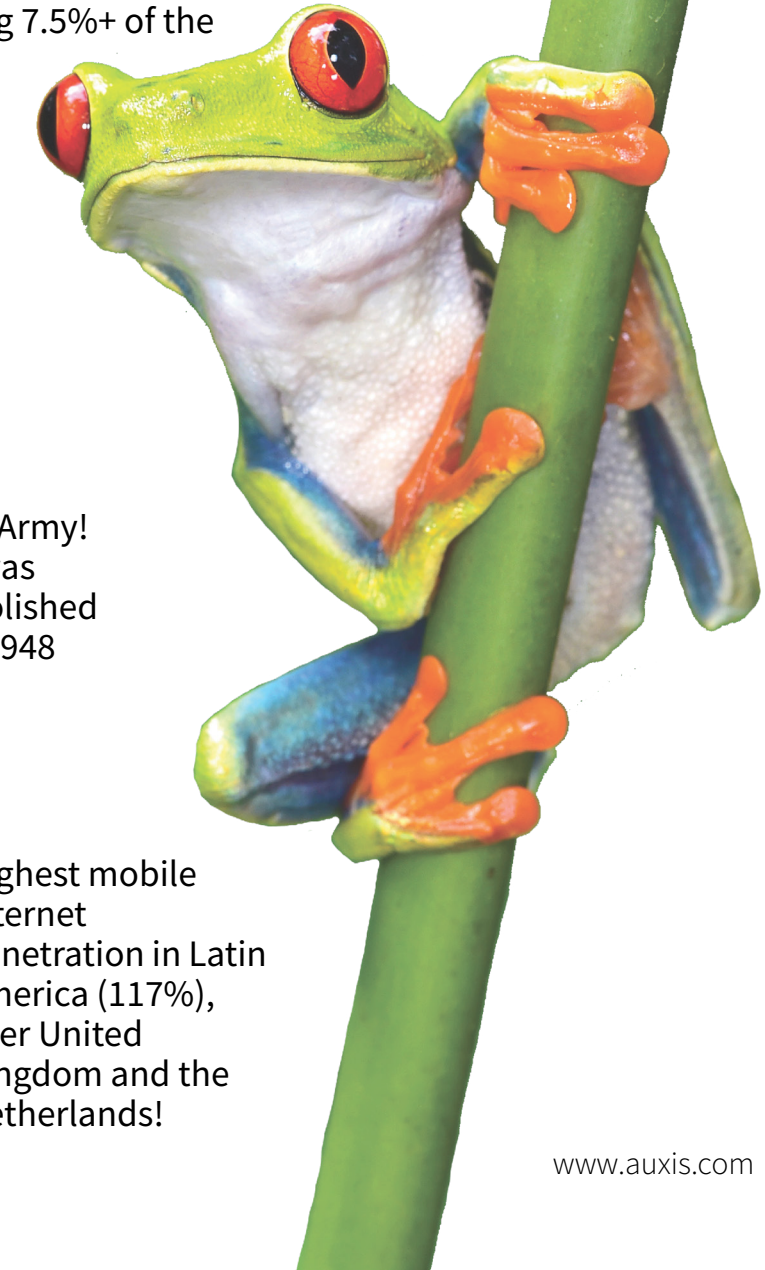 g 7.5%+ of the
Army!
as
olished
948
ghest mobile
ternet
netration in Latin
nerica (117%),
er United
ngdom and the
etherlands!
www.auxis.com